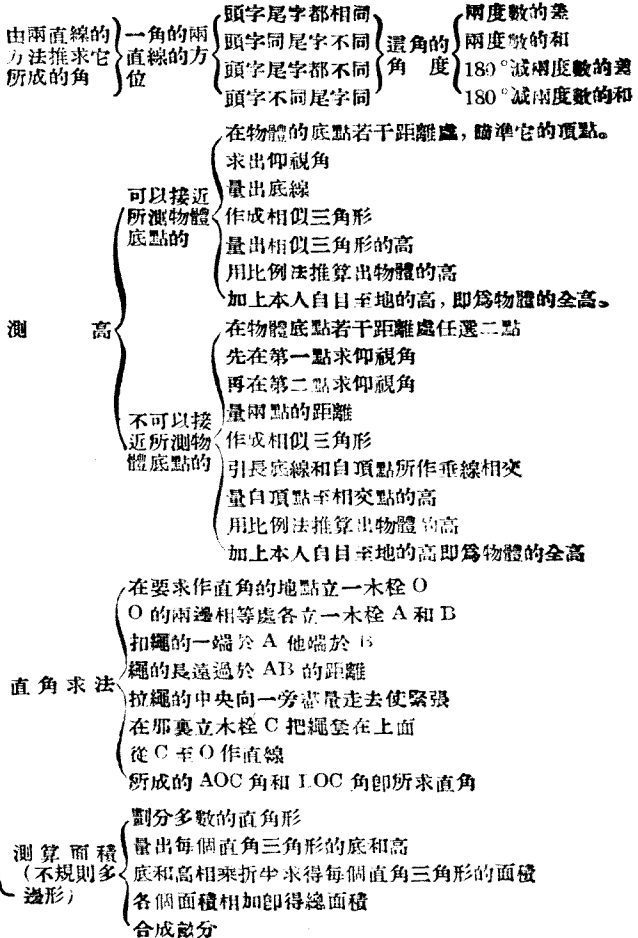 由兩直線的
方法推求它
所成的角
一角的兩
直線的方
位
頭字尾字都相同
頭字同尾字不同
頭字尾字都不同
頭字不同尾字同
這角的
角度
兩度數的差
兩度數的和
180°減兩度數的差
180°減兩度數的和
測高
可以接近
所測物體
底點的
在物體的底點若干距離處，瞄準它的頂點。
求出仰視角
量出底線
作成相似三角形
量出相似三角形的高
用比例法推算出物體的高
加上本人自目至地的高，即爲物體的全高。
不可以接
近所測物
體底點的
在物體底點若干距離處任選二點
先在第一點求仰視角
再在第二點求仰視角
量兩點的距離
作成相似三角形
引長底線和自頂點所作垂線相交
量自頂點至相交點的高
用比例法推算出物體的高
加上本人自目至地的高即爲物體的全高
直角求法
在要求作直角的地點立一木栓 O
O 的兩邊相等處各立一木栓 A 和 B
扣繩的一端於 A 他端於 B
繩的長遠過於 AB 的距離
拉繩的中央向一旁盡量走去使緊張
在那裏立木栓 C 把繩套在上面
從 C 至 O 作直線
所成的 AOC 角和 BOC 角卽所求直角
測算面積
（不規則多
邊形）
劃分多數的直角形
量出每個直角三角形的底和高
底和高相乘折半求得每個直角三角形的面積
各個面積相加卽得總面積
合成畝分